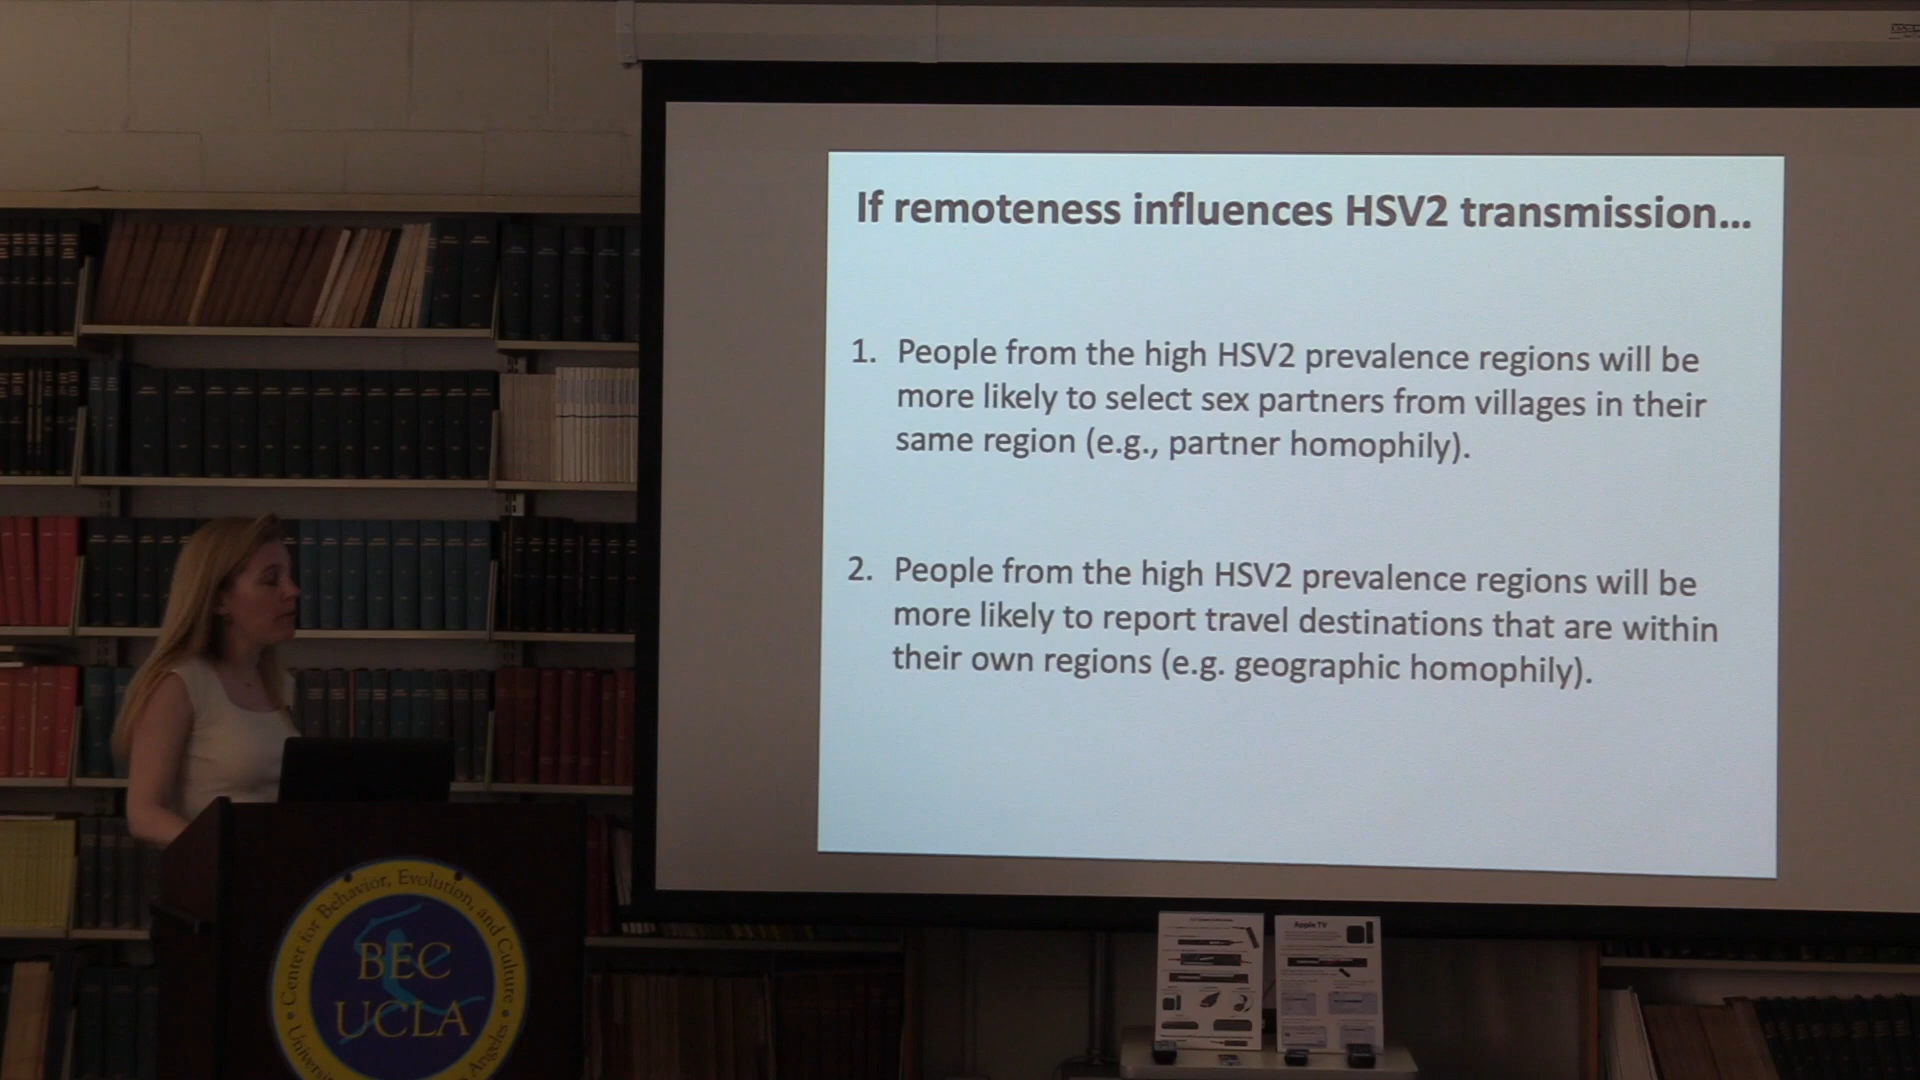 If remoteness influences HSV2 transmission...
1. People from the high HSV2 prevalence regions will be
more likely to select sex partners from villages in their
same region (e.g., partner homophily).
2. People from the high HSV2 prevalence regions will be
more likely to report travel destinations that are within
their own regions (e.g. geographic homophily).
Center for Behavior, Evolution, and Culture
BEC
UCLA
Angeles
Apple TV